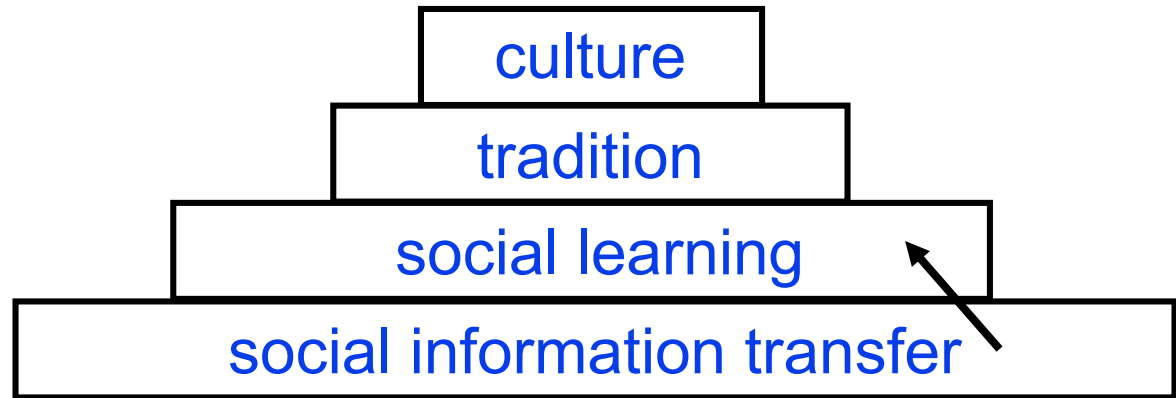 culture
tradition
social learning
social information transfer